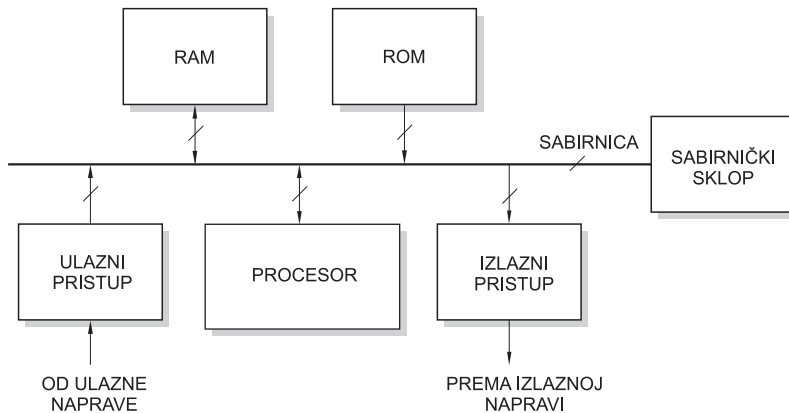 RAM
ROM
SABIRNICA
SABIRNIČKI
SKLOP
ULAZNI
PRISTUP
PROCESOR
IZLAZNI
PRISTUP
OD ULAZNE
NAPRAVE
PREMA IZLAZNOJ
NAPRAVI